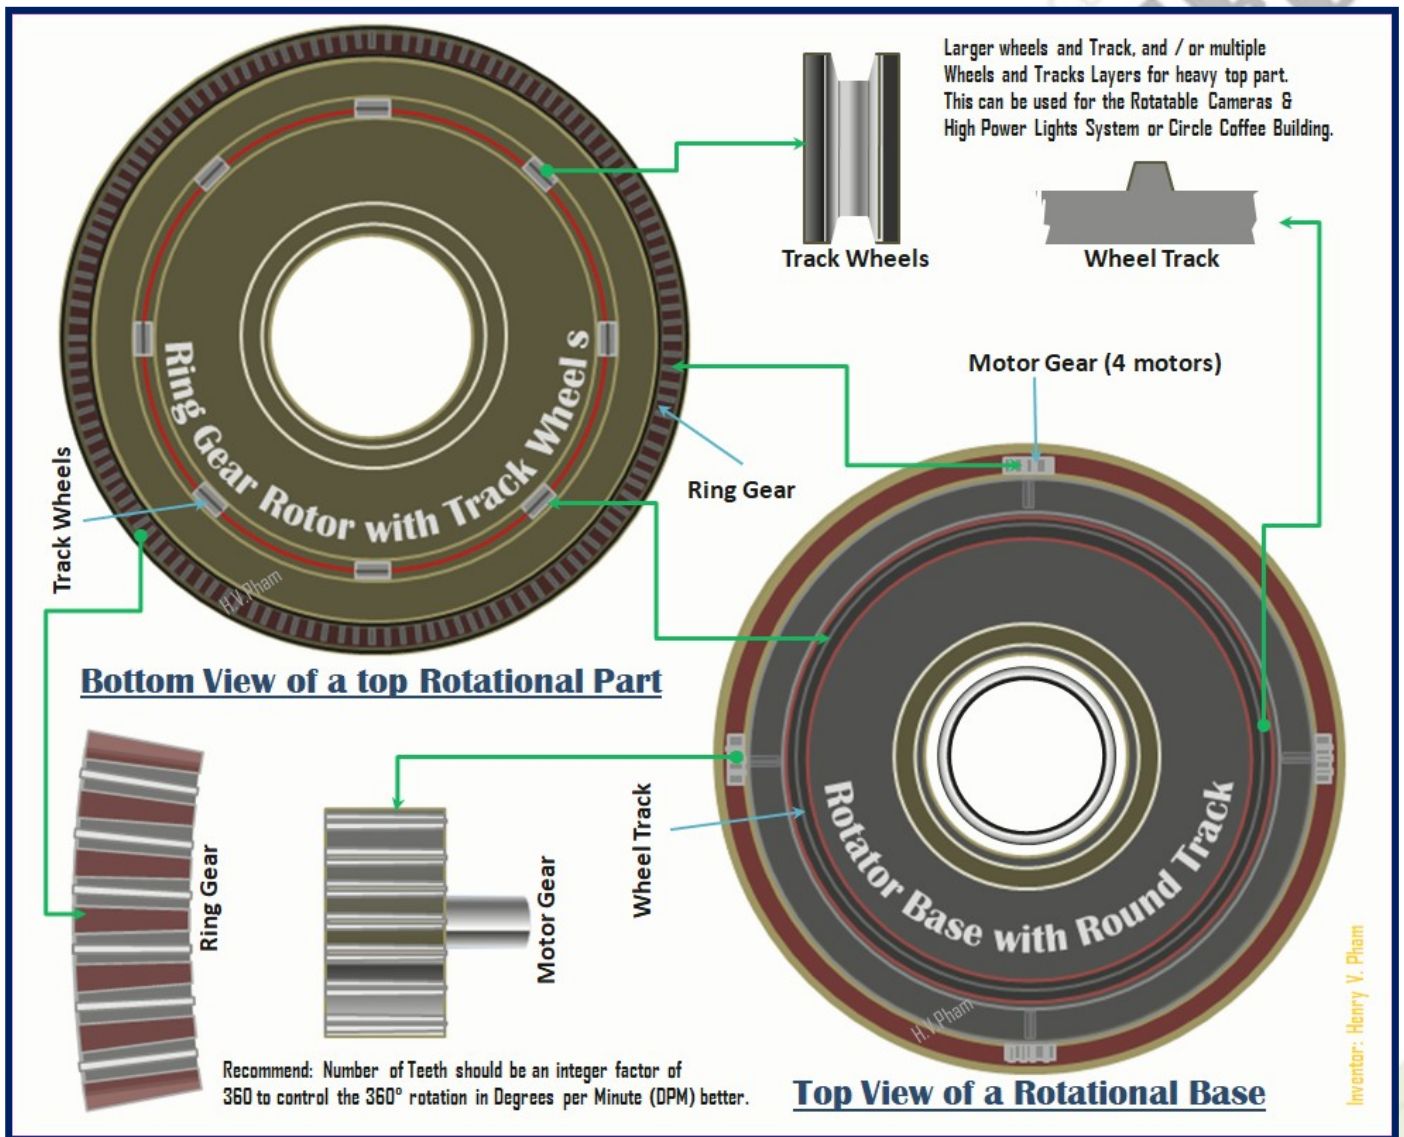 Larger wheels and Track, and / or multiple
Wheels and Tracks Layers for heavy top part.
This can be used for the Rotatable Cameras &
High Power Lights System or Circle Coffee Building.
Track Wheels
Wheel Track
Motor Gear (4 motors)
Ring Gear Rotor with Track Wheel s
Ring Gear
Track Wheels
H.V.Pham
Bottom View of a top Rotational Part
Ring Gear
Motor Gear
Wheel Track
Rotator Base with Round Track
H.V.Pham
Inventor: Henry V. Pham
Recommend: Number of Teeth should be an integer factor of
360 to control the 360° rotation in Degrees per Minute (DPM) better.
Top View of a Rotational Base